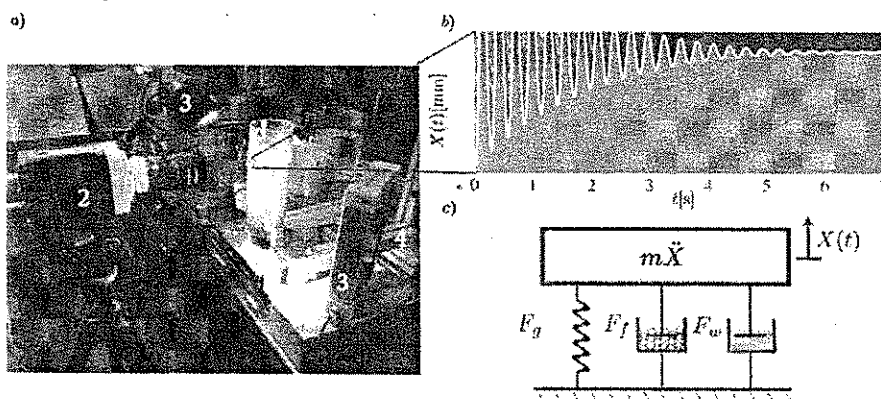 a)
3
2
3
b)
X(t)[mm]
0 1 2 3 4 5 6
t[s]
c)
mẌ
X(t)
F_g
F_f
F_w